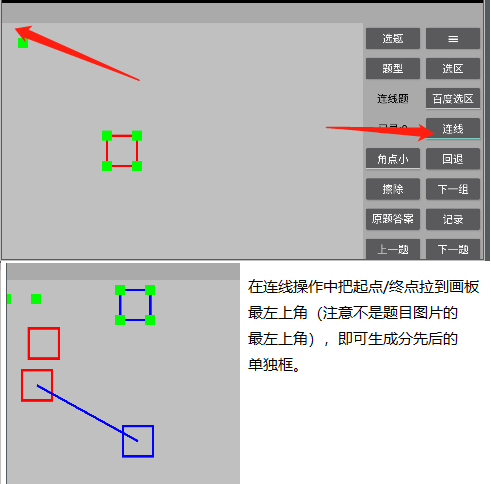 选题
≡
题型
选区
连线题
百度选区
连线
角点小
回退
擦除
下一组
原题答案
记录
上一题
下一题
在连线操作中把起点/终点拉到画板
最左上角（注意不是题目图片的
最左上角），即可生成分先后的
单独框。